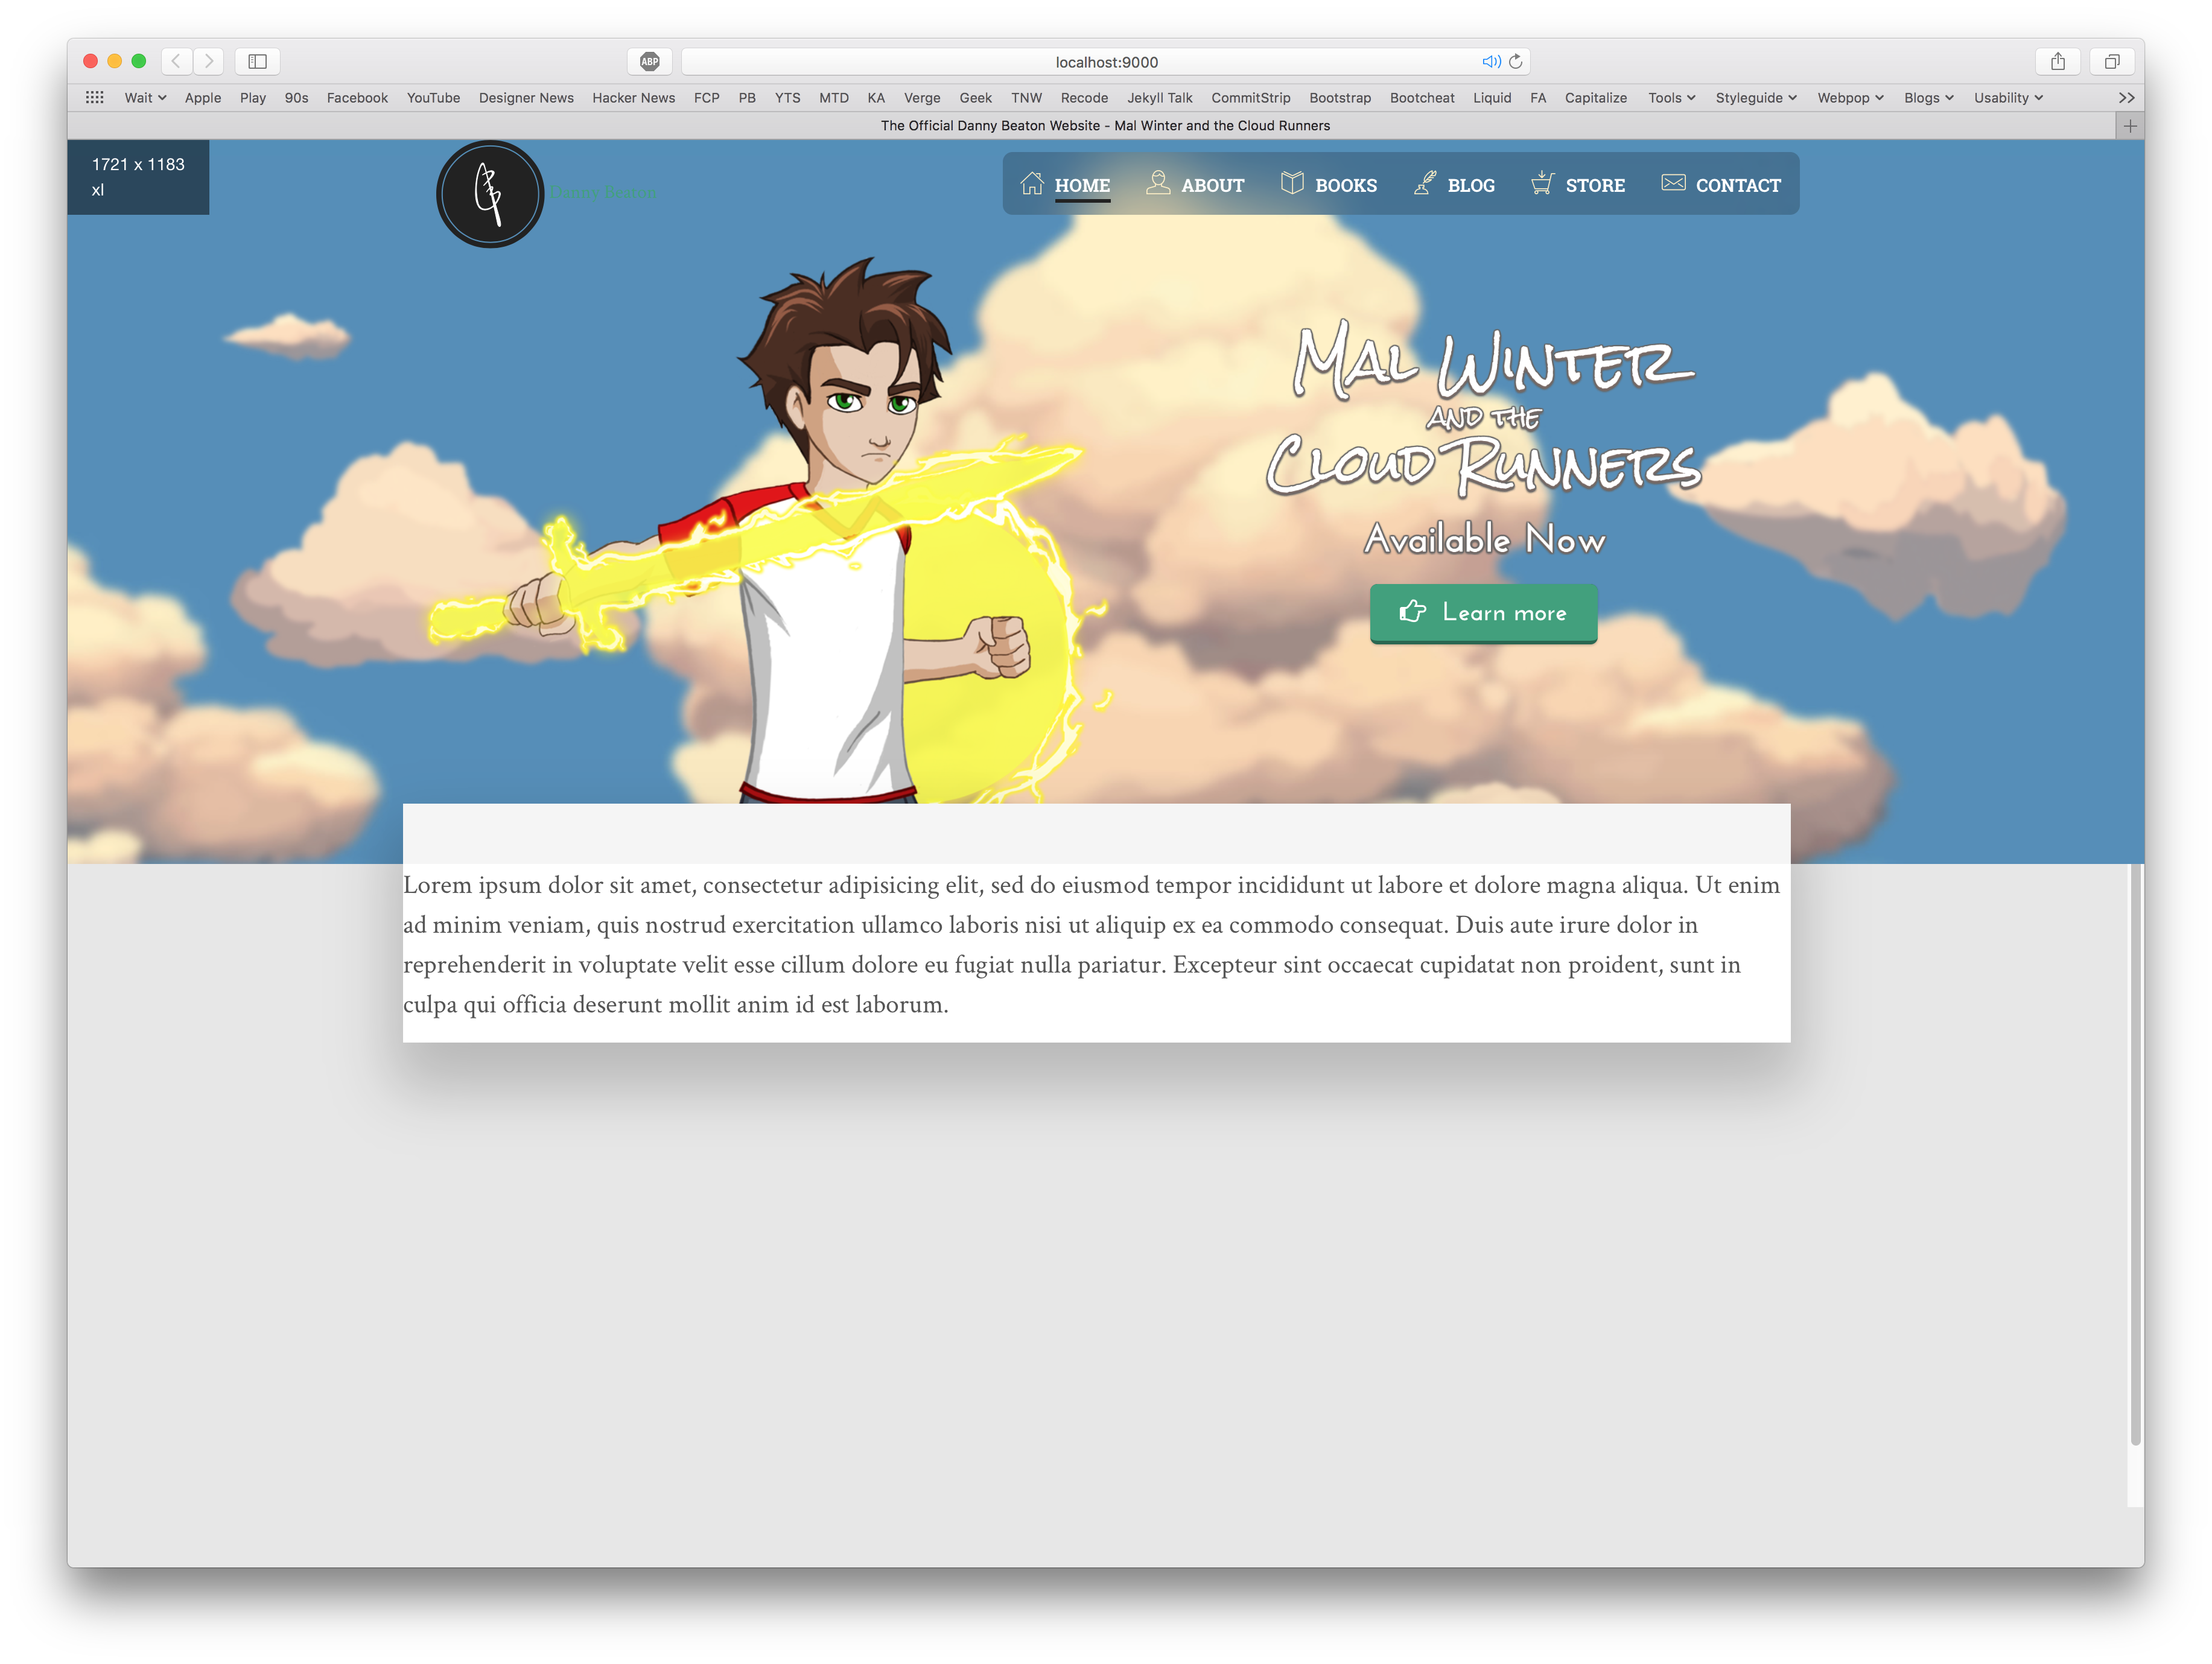 ABP
localhost:9000
Wait Apple Play 90s Facebook YouTube Designer News Hacker News FCP PB YTS MTD KA Verge Geek TNW Recode Jekyll Talk CommitStrip Bootstrap Bootcheat Liquid FA Capitalize Tools Styleguide Webpop Blogs Usability
The Official Danny Beaton Website - Mal Winter and the Cloud Runners
1721 x 1183
xl
Danny Beaton
HOME ABOUT BOOKS BLOG STORE CONTACT
Mal Winter
and the
Cloud Runners
Available Now
Learn more
Lorem ipsum dolor sit amet, consectetur adipisicing elit, sed do eiusmod tempor incididunt ut labore et dolore magna aliqua. Ut enim
ad minim veniam, quis nostrud exercitation ullamco laboris nisi ut aliquip ex ea commodo consequat. Duis aute irure dolor in
reprehenderit in voluptate velit esse cillum dolore eu fugiat nulla pariatur. Excepteur sint occaecat cupidatat non proident, sunt in
culpa qui officia deserunt mollit anim id est laborum.